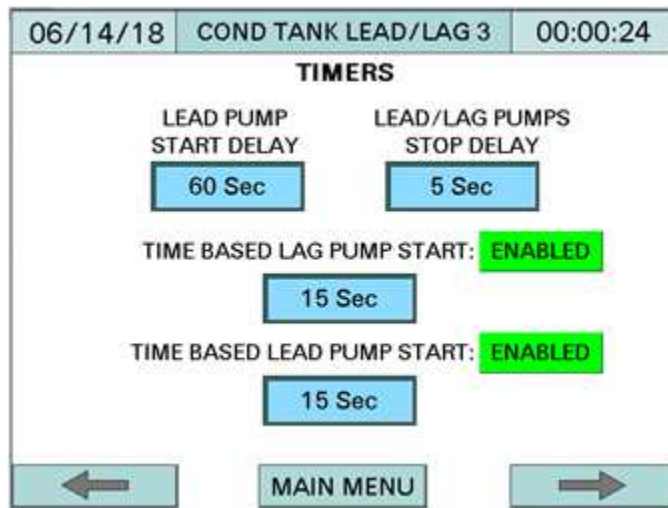 06/14/18 COND TANK LEAD/LAG 3 00:00:24
TIMERS
LEAD PUMP
START DELAY
60 Sec
LEAD/LAG PUMPS
STOP DELAY
5 Sec
TIME BASED LAG PUMP START: ENABLED
15 Sec
TIME BASED LEAD PUMP START: ENABLED
15 Sec
MAIN MENU